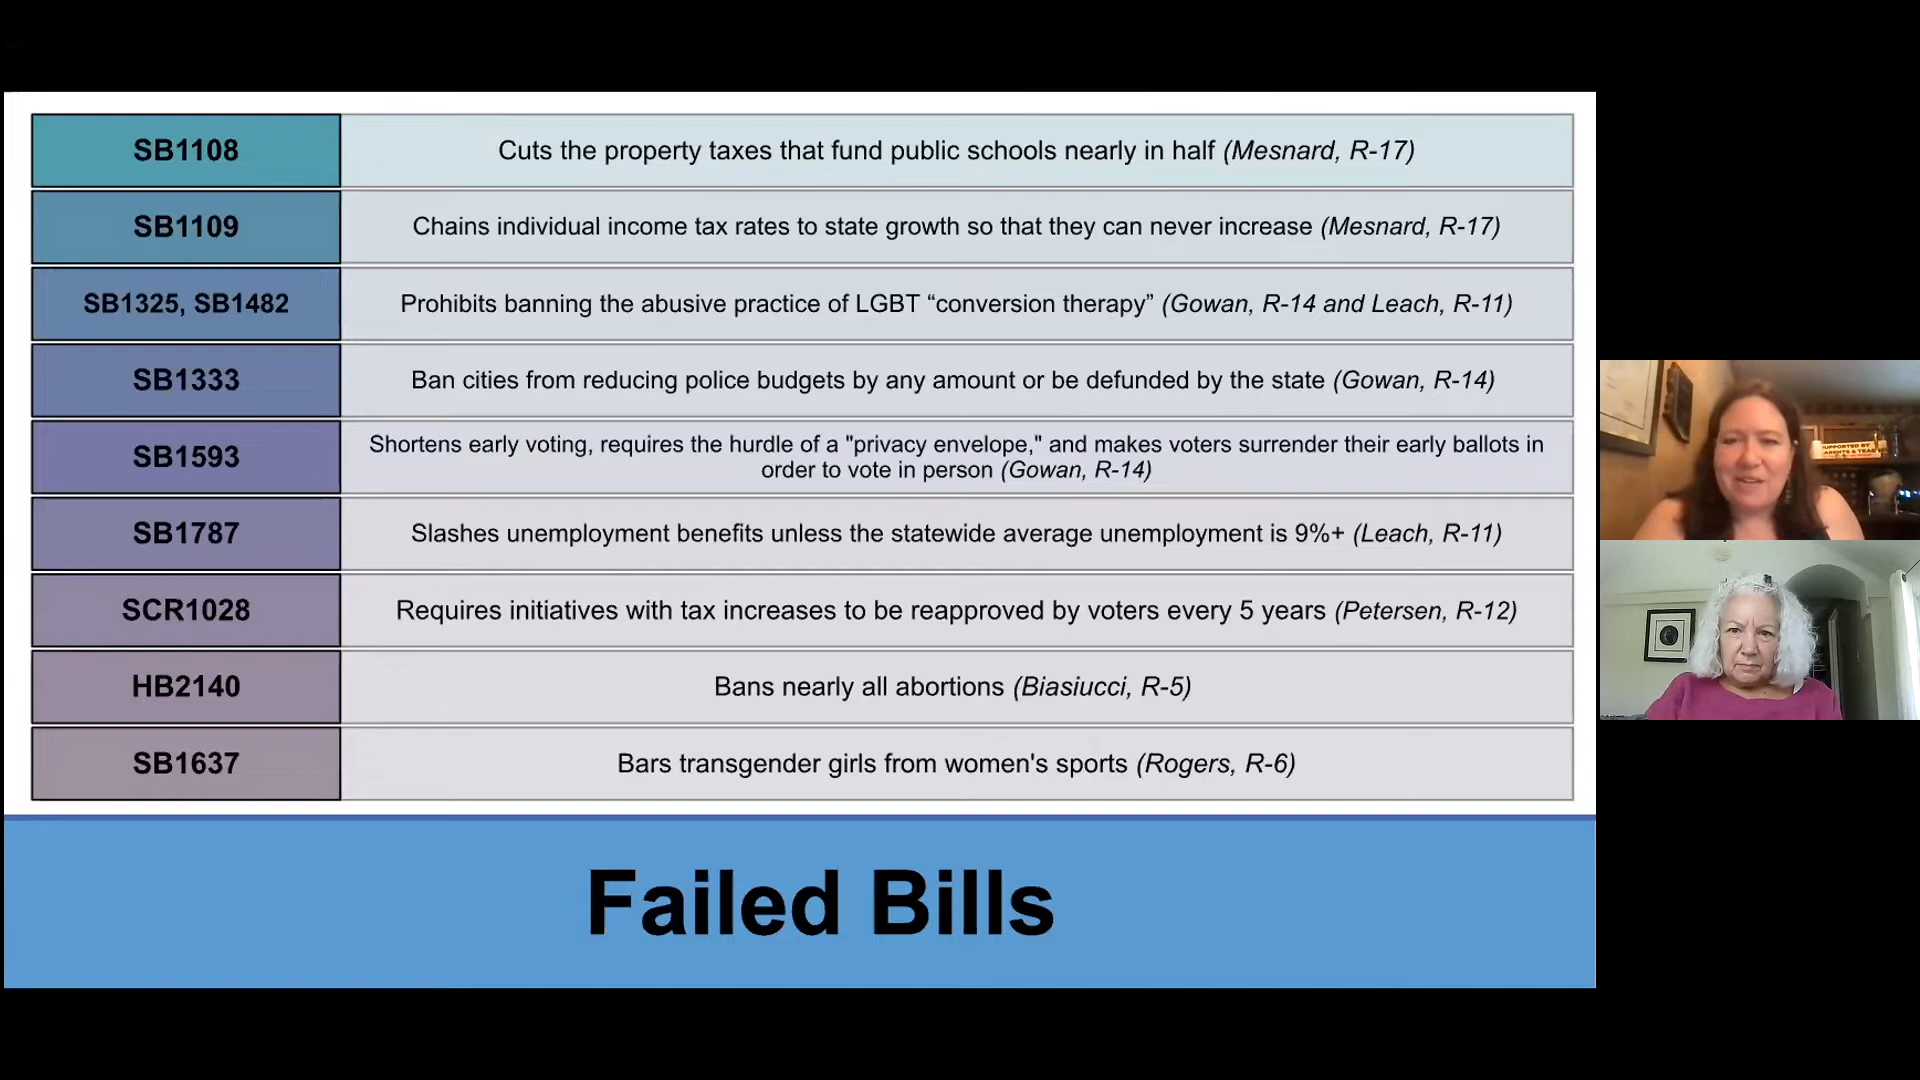 SB1108
Cuts the property taxes that fund public schools nearly in half (Mesnard, R-17)
SB1109
Chains individual income tax rates to state growth so that they can never increase (Mesnard, R-17)
SB1325, SB1482
Prohibits banning the abusive practice of LGBT “conversion therapy” (Gowan, R-14 and Leach, R-11)
SB1333
Ban cities from reducing police budgets by any amount or be defunded by the state (Gowan, R-14)
SB1593
Shortens early voting, requires the hurdle of a "privacy envelope," and makes voters surrender their early ballots in
order to vote in person (Gowan, R-14)
SB1787
Slashes unemployment benefits unless the statewide average unemployment is 9%+ (Leach, R-11)
SCR1028
Requires initiatives with tax increases to be reapproved by voters every 5 years (Petersen, R-12)
HB2140
Bans nearly all abortions (Biasiucci, R-5)
SB1637
Bars transgender girls from women's sports (Rogers, R-6)
Failed Bills
SUPPORTED BY